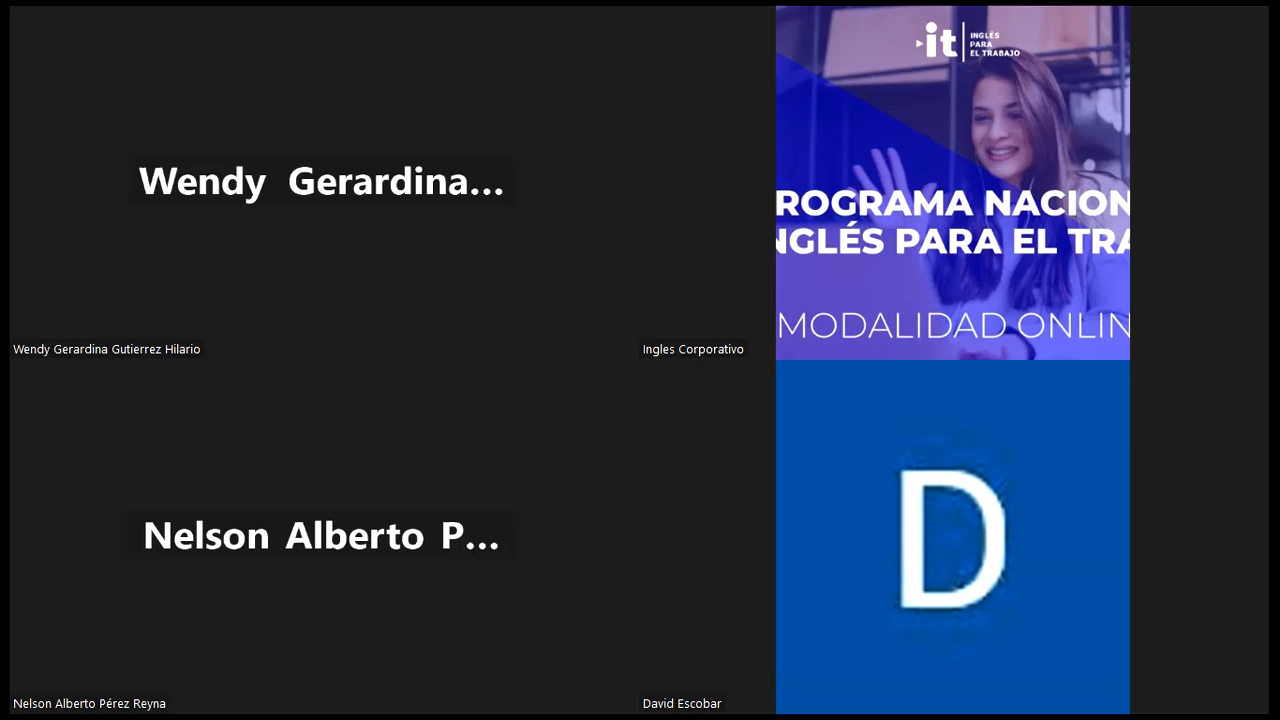 Wendy Gerardina...
Wendy Gerardina Gutierrez Hilario
it
INGLÉS
PARA
EL TRABAJO
ROGRAMA NACION
NGLÉS PARA EL TRA
MODALIDAD ONLIN
Ingles Corporativo
Nelson Alberto P...
Nelson Alberto Pérez Reyna
D
David Escobar